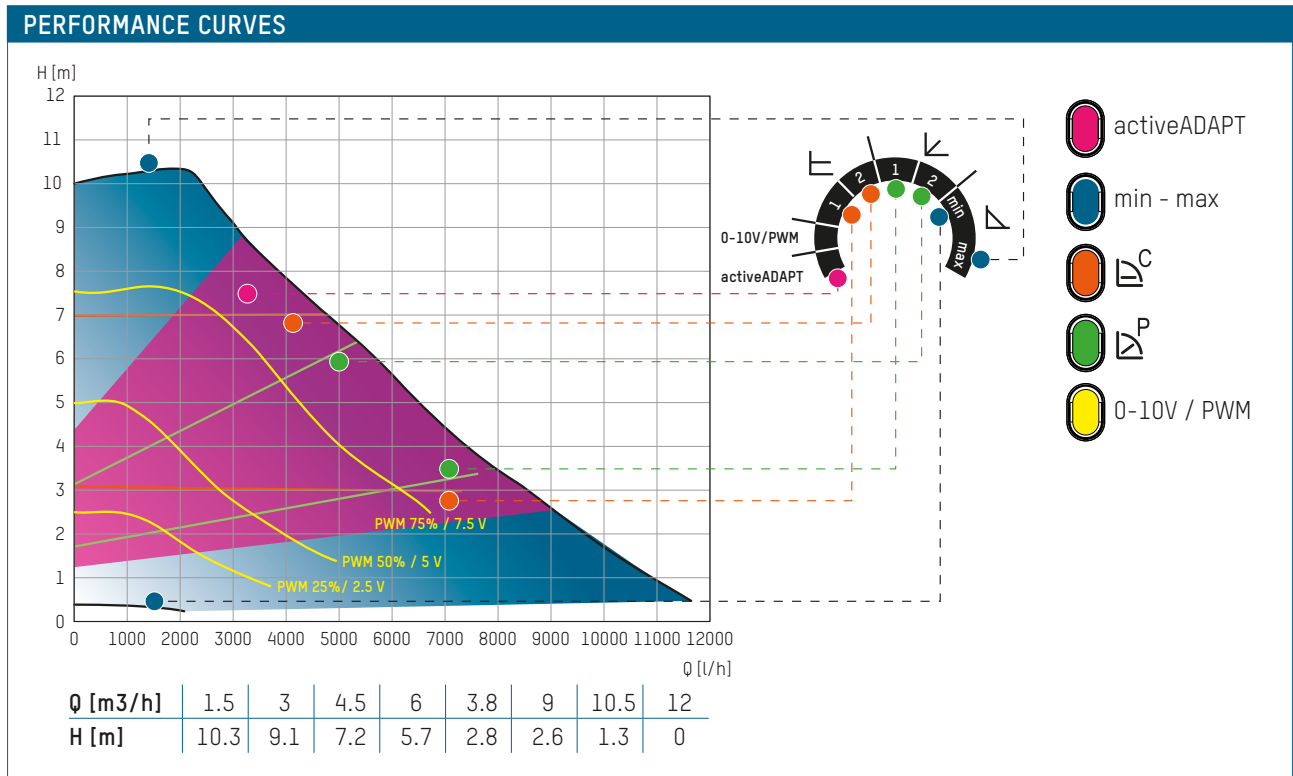 PERFORMANCE CURVES
H [m]
12
11
10
9
8
7
6
5
4
3
2
1
0
0 1000 2000 3000 4000 5000 6000 7000 8000 9000 10000 11000 12000
Q [l/h]
PWM 75% / 7.5 V
PWM 50% / 5 V
PWM 25% / 2.5 V
activeADAPT
0-10V/PWM
1
2
1
2
min
max
activeADAPT
min - max
C
P
0-10V / PWM
Q [m3/h] 1.5 3 4.5 6 3.8 9 10.5 12
H [m] 10.3 9.1 7.2 5.7 2.8 2.6 1.3 0